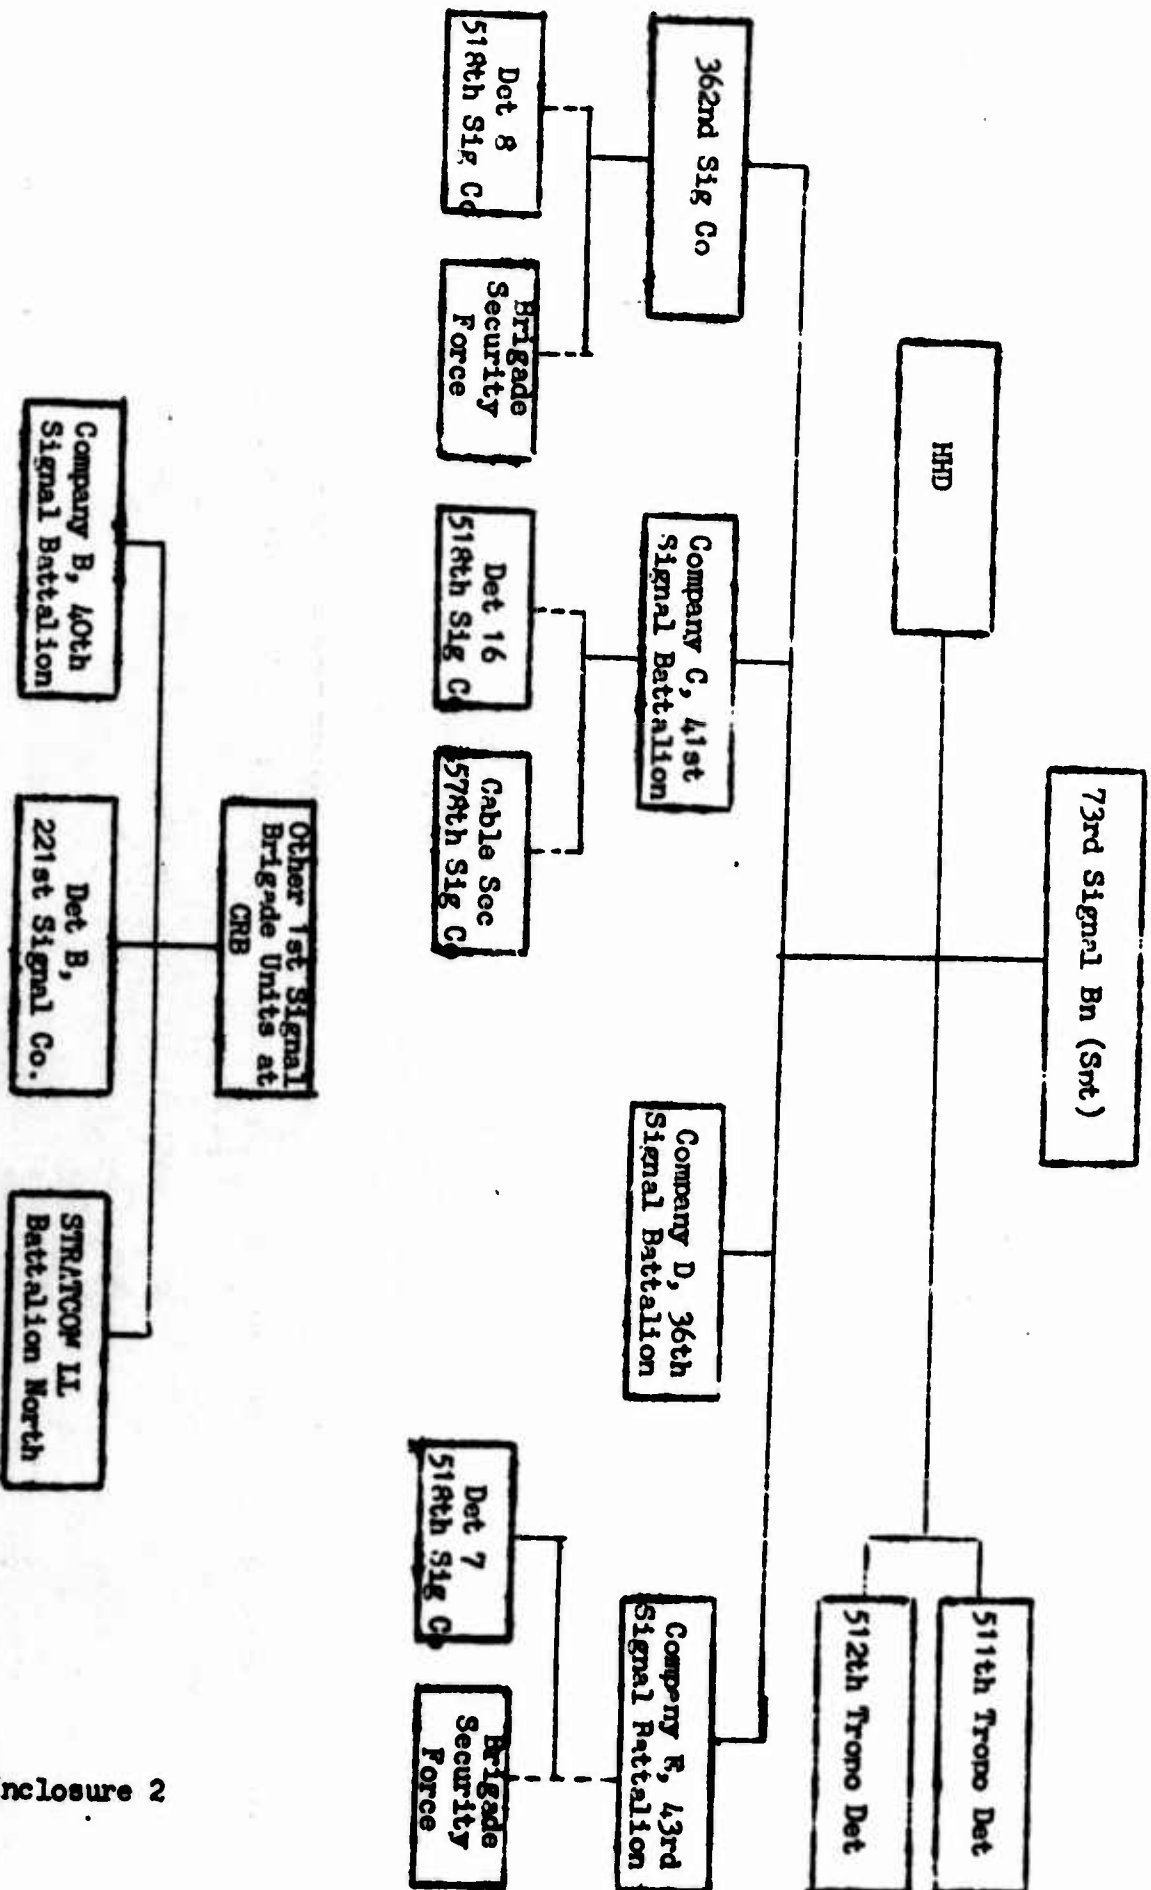 73rd Signal Bn (Spt)
HHD
511th Tropo Det
512th Tropo Det
362nd Sig Co
Company C, 41st
Signal Battalion
Company D, 36th
Signal Battalion
Company E, 43rd
Signal Battalion
Det 8
518th Sig Co
Brigade
Security
Force
Det 16
518th Sig Co
Cable Sec
578th Sig Co
Det 7
518th Sig Co
Brigade
Security
Force
Other 1st Signal
Brigade Units at
CRB
Company B, 40th
Signal Battalion
Det B,
221st Signal Co.
STRATCOM LL
Battalion North
nclosure 2